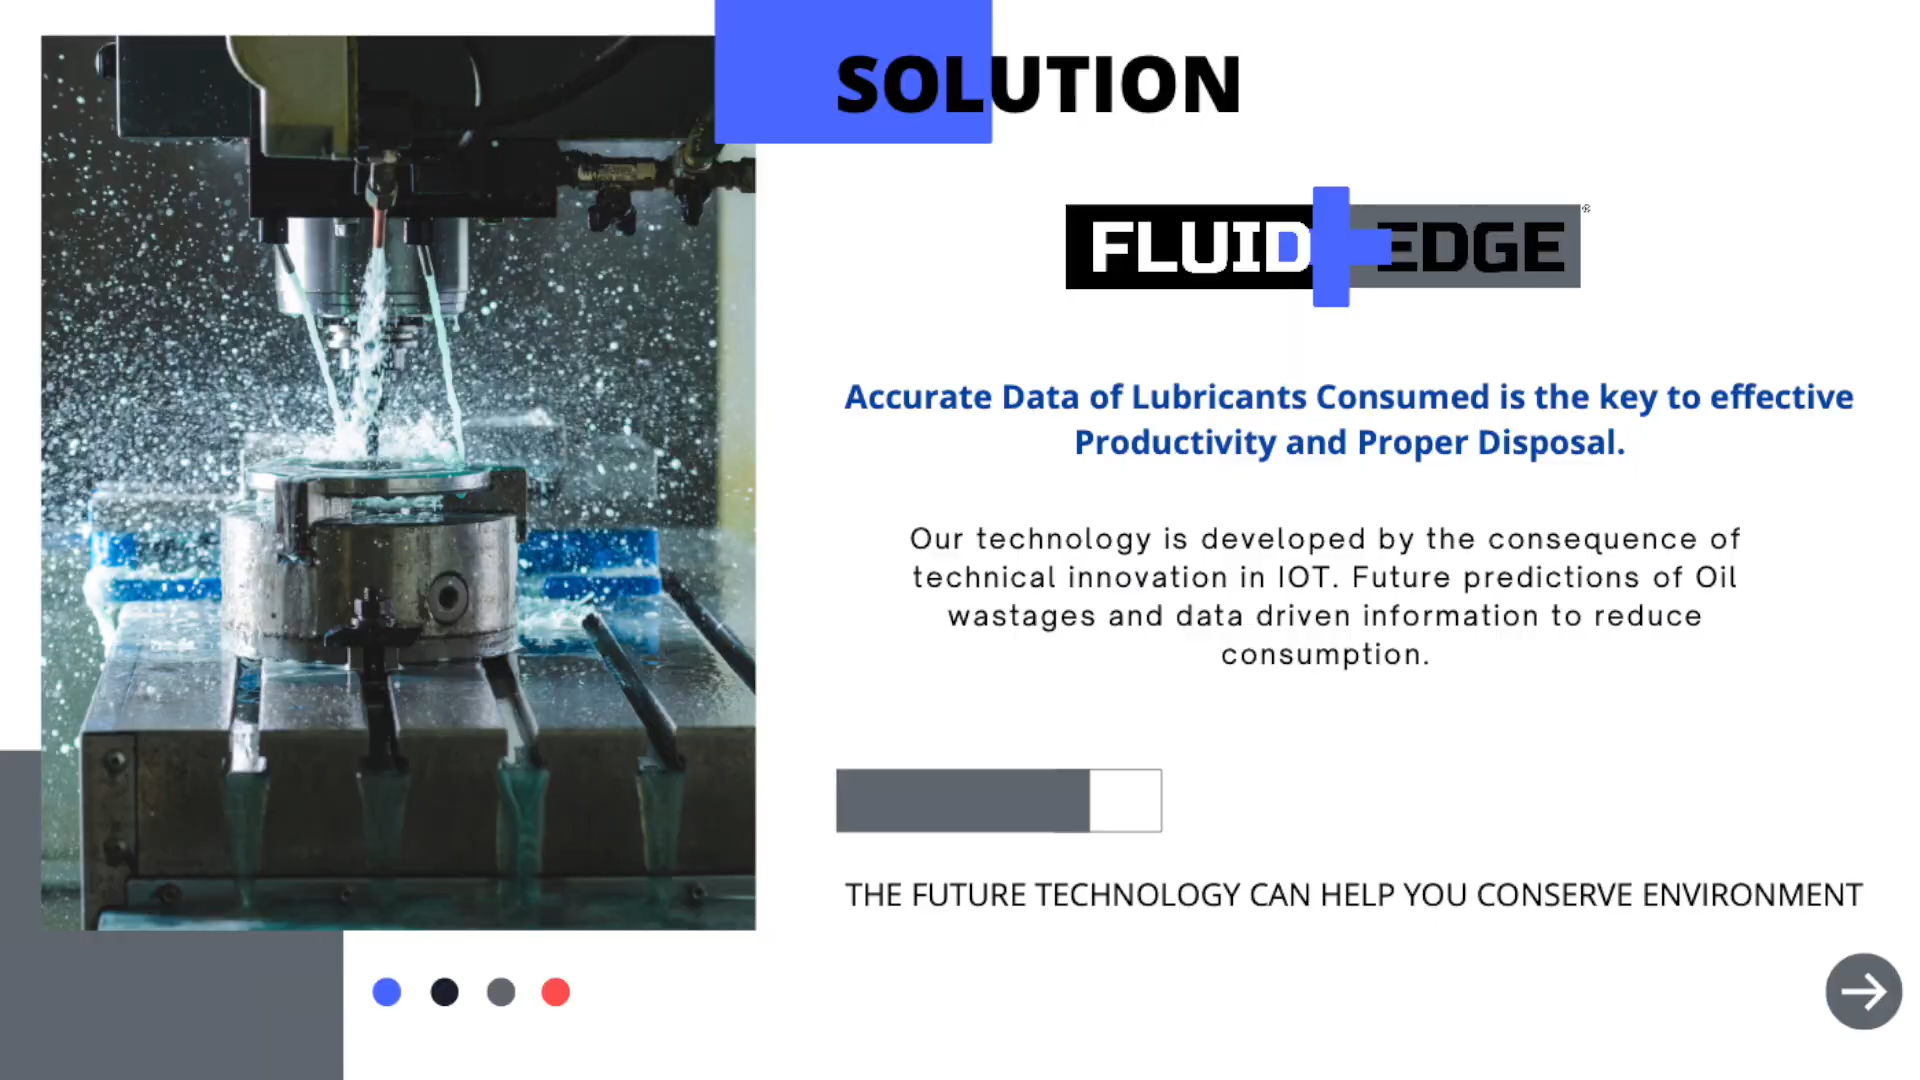 SOLUTION
FLUID EDGE ®
Accurate Data of Lubricants Consumed is the key to effective
Productivity and Proper Disposal.
Our technology is developed by the consequence of
technical innovation in IOT. Future predictions of Oil
wastages and data driven information to reduce
consumption.
THE FUTURE TECHNOLOGY CAN HELP YOU CONSERVE ENVIRONMENT